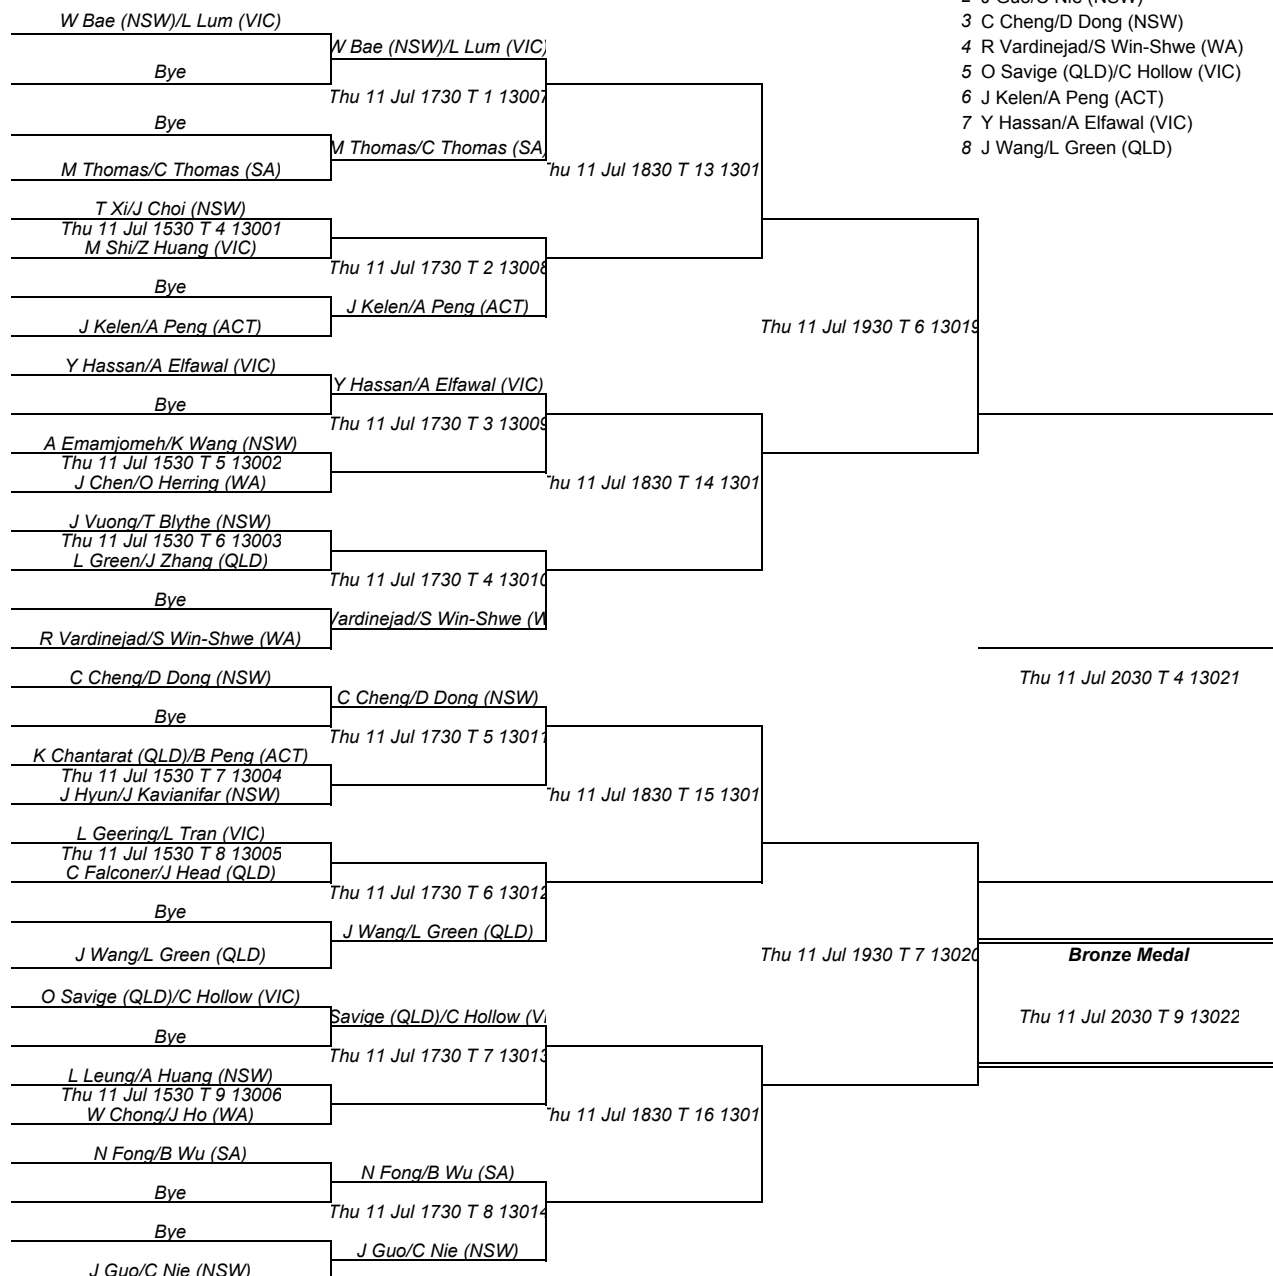 W Bae (NSW)/L Lum (VIC)
Bye
Bye
M Thomas/C Thomas (SA)
T Xi/J Choi (NSW)
Thu 11 Jul 1530 T 4 13001
M Shi/Z Huang (VIC)
Bye
J Kelen/A Peng (ACT)
Y Hassan/A Elfawal (VIC)
Bye
A Emamjomeh/K Wang (NSW)
Thu 11 Jul 1530 T 5 13002
J Chen/O Herring (WA)
J Vuong/T Blythe (NSW)
Thu 11 Jul 1530 T 6 13003
L Green/J Zhang (QLD)
Bye
R Vardinejad/S Win-Shwe (WA)
C Cheng/D Dong (NSW)
Bye
K Chantarat (QLD)/B Peng (ACT)
Thu 11 Jul 1530 T 7 13004
J Hyun/J Kavianifar (NSW)
L Geering/L Tran (VIC)
Thu 11 Jul 1530 T 8 13005
C Falconer/J Head (QLD)
Bye
J Wang/L Green (QLD)
O Savige (QLD)/C Hollow (VIC)
Bye
L Leung/A Huang (NSW)
Thu 11 Jul 1530 T 9 13006
W Chong/J Ho (WA)
N Fong/B Wu (SA)
Bye
Bye
J Guo/C Nie (NSW)
W Bae (NSW)/L Lum (VIC)
Thu 11 Jul 1730 T 1 13007
M Thomas/C Thomas (SA)
Thu 11 Jul 1730 T 2 13008
J Kelen/A Peng (ACT)
Y Hassan/A Elfawal (VIC)
Thu 11 Jul 1730 T 3 13009
Thu 11 Jul 1730 T 4 13010
Vardinejad/S Win-Shwe (W
C Cheng/D Dong (NSW)
Thu 11 Jul 1730 T 5 13011
Thu 11 Jul 1730 T 6 13012
J Wang/L Green (QLD)
Savige (QLD)/C Hollow (VI
Thu 11 Jul 1730 T 7 13013
N Fong/B Wu (SA)
Thu 11 Jul 1730 T 8 13014
J Guo/C Nie (NSW)
Thu 11 Jul 1830 T 13 1301
Thu 11 Jul 1830 T 14 1301
Thu 11 Jul 1830 T 15 1301
Thu 11 Jul 1830 T 16 1301
Thu 11 Jul 1930 T 6 13019
Thu 11 Jul 1930 T 7 13020
2 J Guo/C Nie (NSW)
3 C Cheng/D Dong (NSW)
4 R Vardinejad/S Win-Shwe (WA)
5 O Savige (QLD)/C Hollow (VIC)
6 J Kelen/A Peng (ACT)
7 Y Hassan/A Elfawal (VIC)
8 J Wang/L Green (QLD)
Thu 11 Jul 2030 T 4 13021
Bronze Medal
Thu 11 Jul 2030 T 9 13022